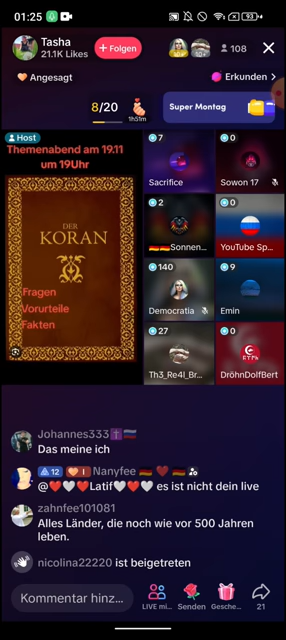 01:25
93
Tasha
21.1K Likes
+ Folgen
108
Angesagt
Erkunden >
8/20
1h51m
Super Montag
Host
Themenabend am 19.11
um 19Uhr
DER
KORAN
Fragen
Vorurteile
Fakten
7
Sacrifice
0
Sowon 17
2
Sonnen...
0
YouTube Sp...
140
Democratia
9
Emin
27
Th3_Re4l_Br...
0
DröhnDolfBert
Johannes333
Das meine ich
12 I Nanyfee
@Latif es ist nicht dein live
zahnfee101081
Alles Länder, die noch wie vor 500 Jahren
leben.
nicolina22220 ist beigetreten
Kommentar hinz...
LIVE mi...
Senden
Gesche...
21